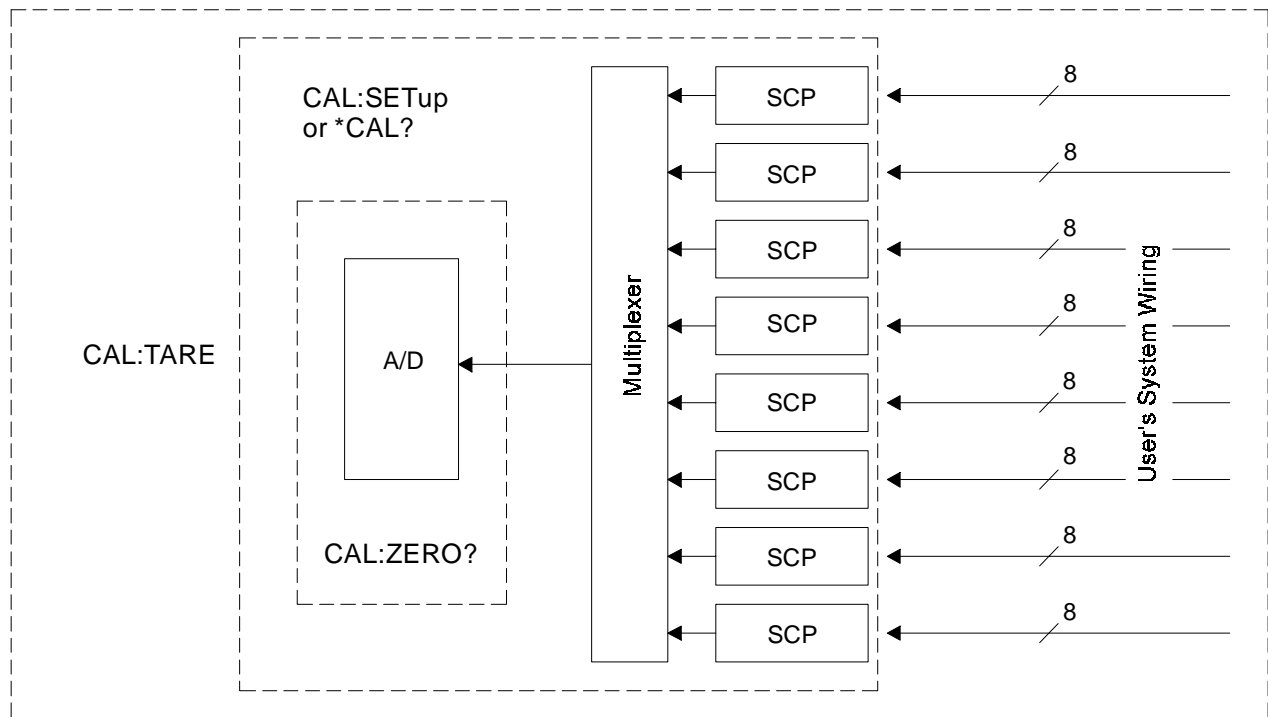 CAL:SETup
or *CAL?
CAL:TARE
A/D
CAL:ZERO?
Multiplexer
SCP
8
SCP
8
SCP
8
SCP
8
SCP
8
SCP
8
SCP
8
SCP
8
User's System Wiring